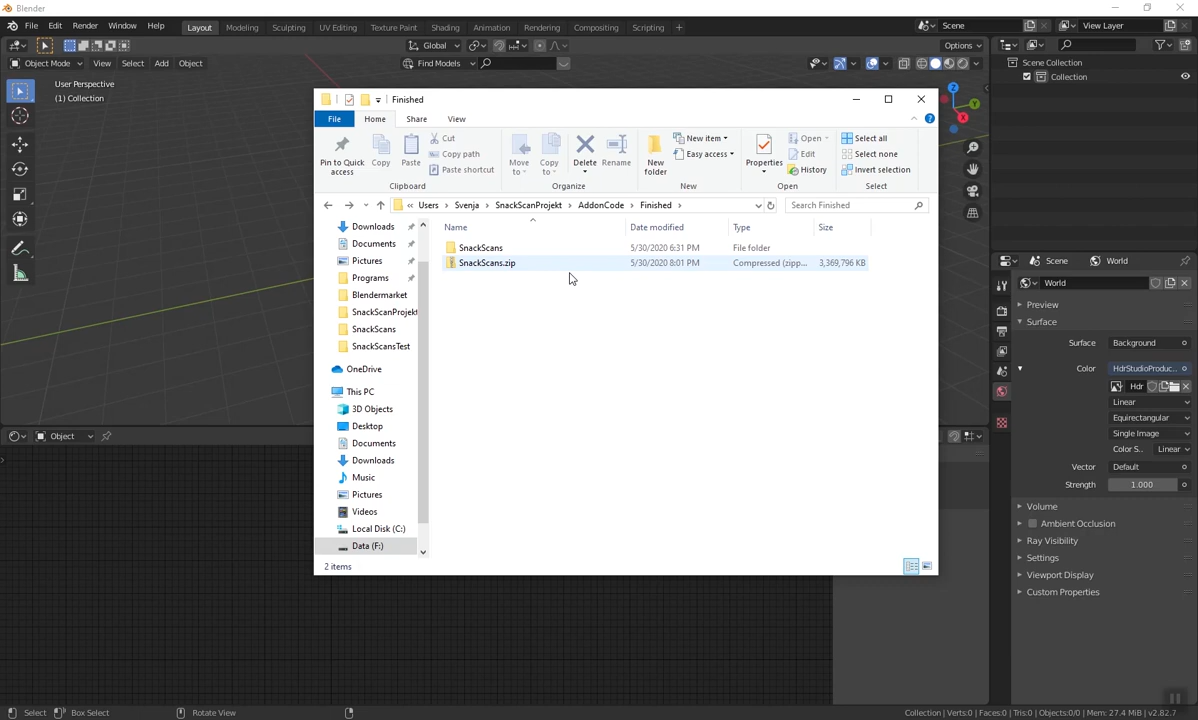 Blender
File Edit Render Window Help Layout Modeling Sculpting UV Editing Texture Paint Shading Animation Rendering Compositing Scripting + Scene View Layer
Global Options
Object Mode View Select Add Object Find Models
User Perspective
(1) Collection
Scene Collection
Collection
Z
Y
X
Finished
File Home Share View
Pin to Quick access
Copy
Paste
Cut
Copy path
Paste shortcut
Clipboard
Move to
Copy to
Delete
Rename
Organize
New folder
New item
Easy access
New
Properties
Open
Edit
History
Open
Select all
Select none
Invert selection
Select
« Users › Svenja › SnackScanProjekt › AddonCode › Finished ›
Search Finished
Name Date modified Type Size
SnackScans 5/30/2020 6:31 PM File folder
SnackScans.zip 5/30/2020 8:01 PM Compressed (zipp... 3,369,796 KB
Downloads
Documents
Pictures
Programs
Blendermarket
SnackScanProjekt
SnackScans
SnackScansTest
OneDrive
This PC
3D Objects
Desktop
Documents
Downloads
Music
Pictures
Videos
Local Disk (C:)
Data (F:)
2 items
Object
Scene World
World
Preview
Surface
Surface Background
Color HdrStudioProduc..
Hdr
Linear
Equirectangular
Single Image
Color S.. Linear
Vector Default
Strength 1.000
Volume
Ambient Occlusion
Ray Visibility
Settings
Viewport Display
Custom Properties
Select Box Select Rotate View
Collection | Verts:0 | Faces:0 | Tris:0 | Objects:0/0 | Mem: 27.4 MiB | v2.82.7